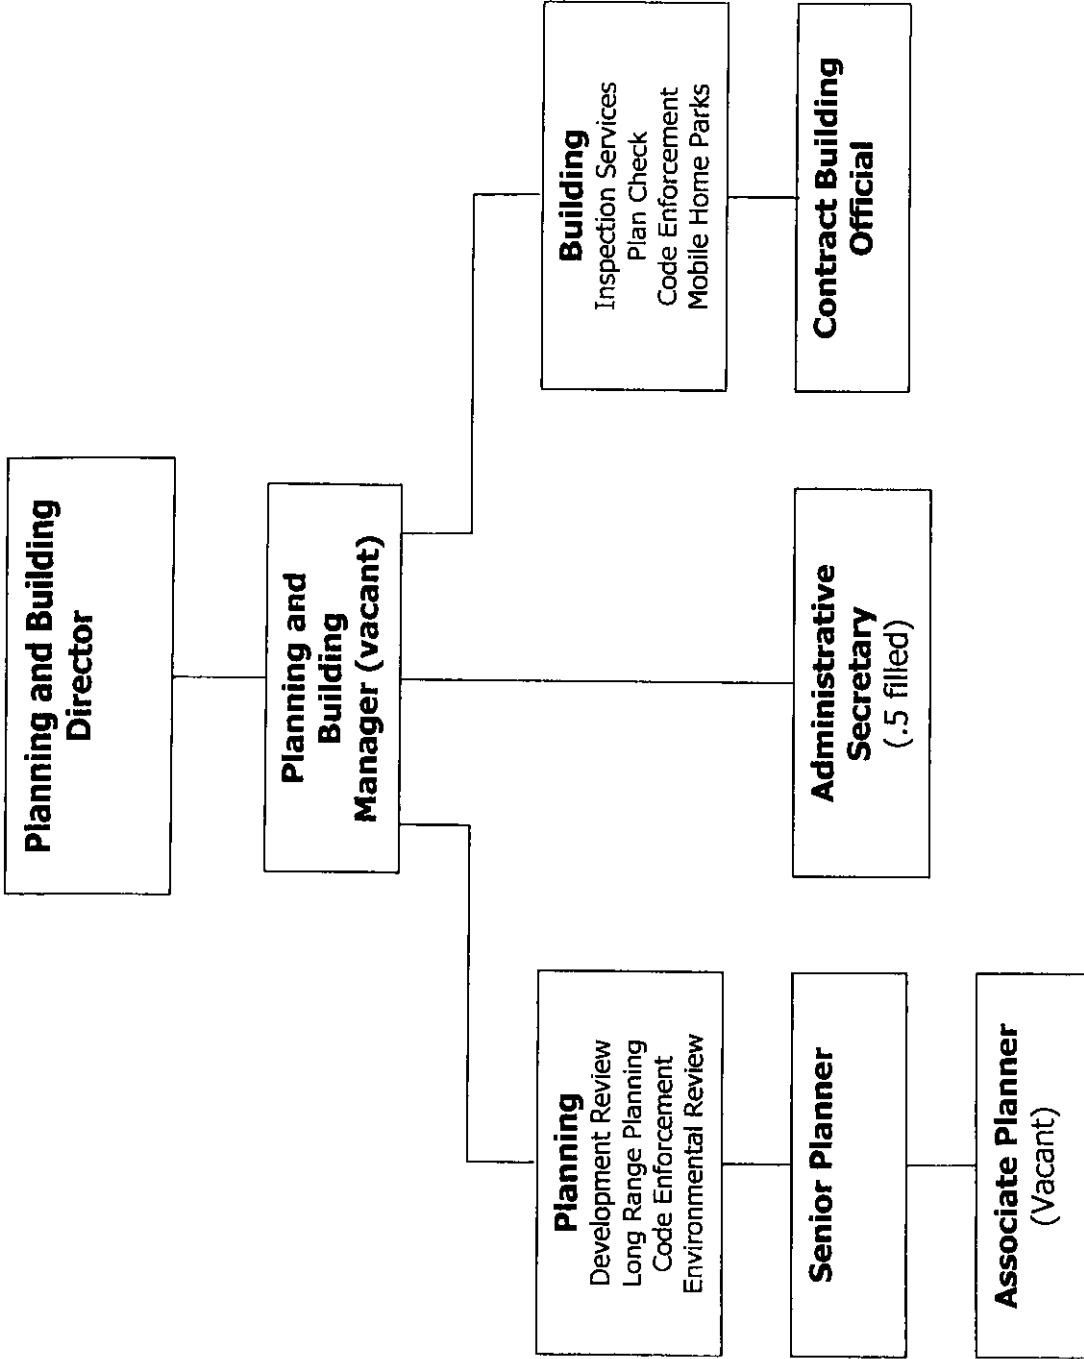 Planning and Building
Director
Planning and
Building
Manager (vacant)
Planning
Development Review
Long Range Planning
Code Enforcement
Environmental Review
Senior Planner
Associate Planner
(Vacant)
Administrative
Secretary
(.5 filled)
Building
Inspection Services
Plan Check
Code Enforcement
Mobile Home Parks
Contract Building
Official